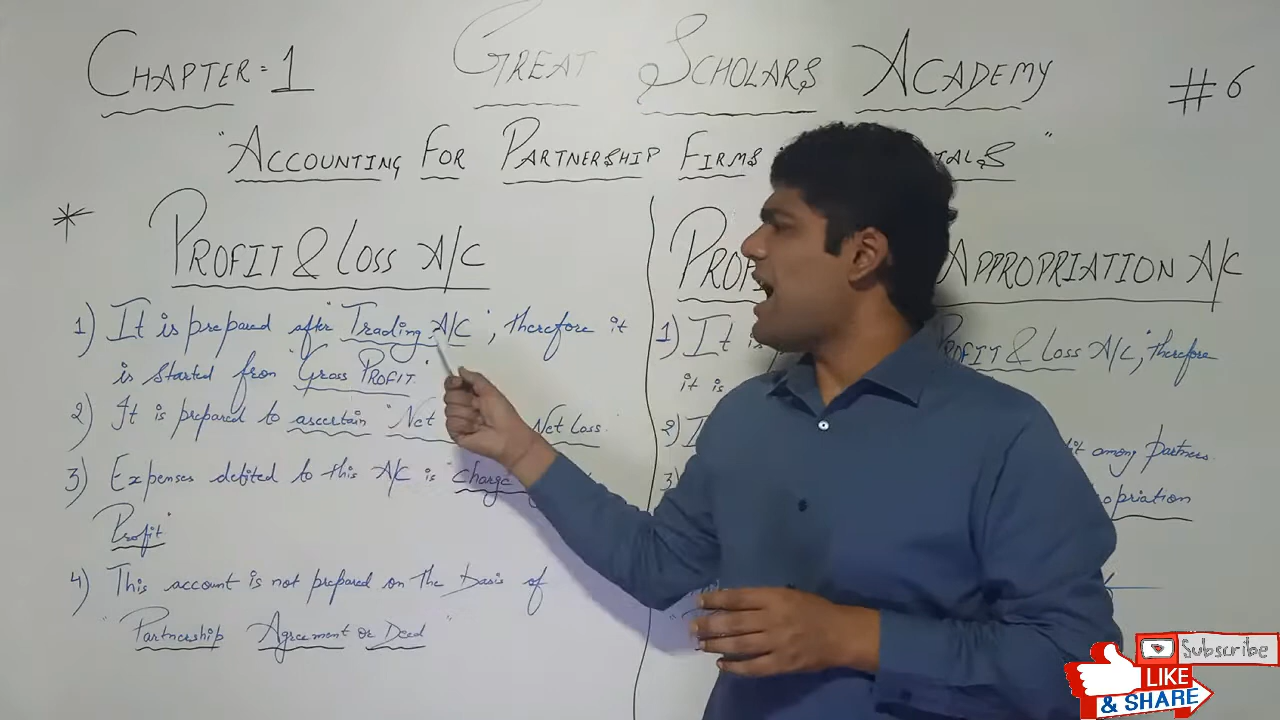 CHAPTER=1
GREAT SCHOLARS ACADEMY
#6
"ACCOUNTING FOR PARTNERSHIP FIRMS
"
* PROFIT & LOSS A/C
1) It is prepared after "Trading A/C", therefore it
is started from "Gross PROFIT."
2) It is prepared to ascertain "Net Net Loss.
3) Expenses debited to this A/C is "charge
Profit"
4) This account is not prepared on the basis of
"Partnership Agreement or Deed"
APPROPRIATION A/C
1) It is PROFIT & Loss A/C", therefore
it is
2)
among partners.
3)
Subscribe
LIKE
& SHARE